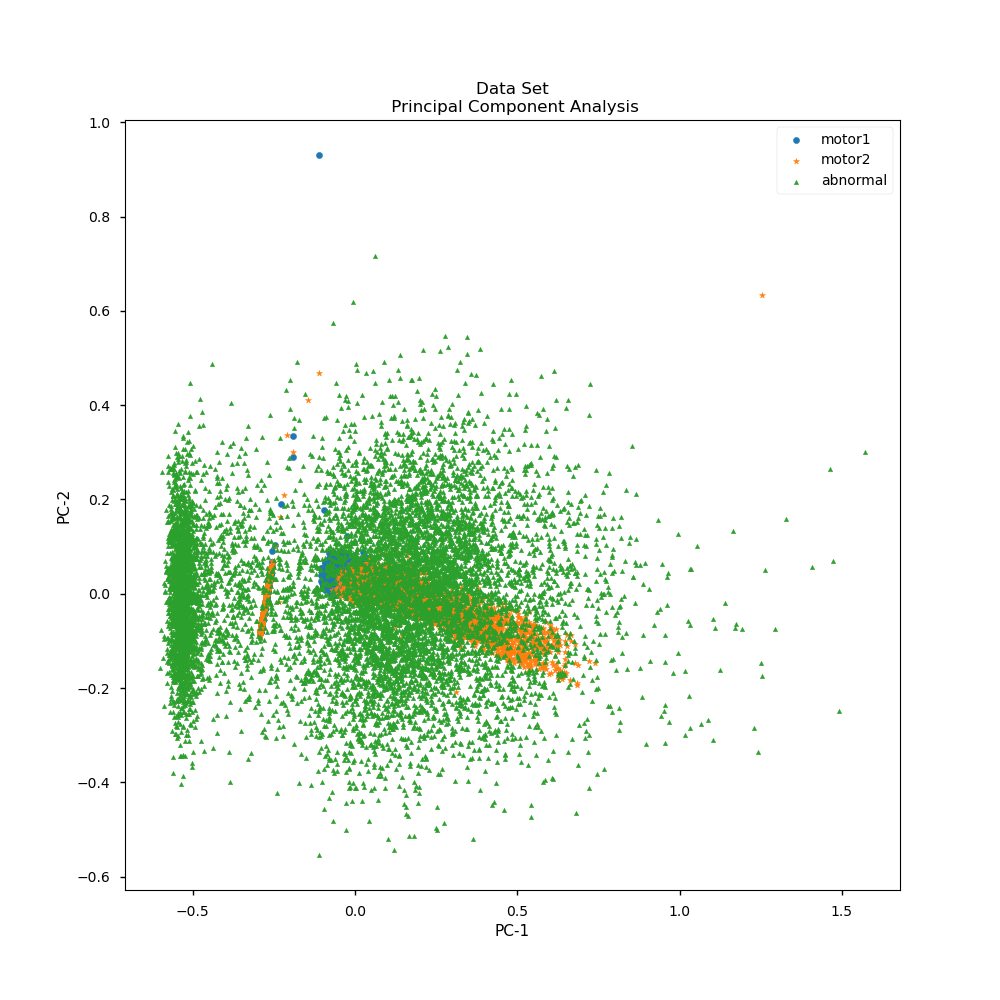 Data Set
Principal Component Analysis
motor1
motor2
abnormal
1.0
0.8
0.6
0.4
0.2
0.0
−0.2
−0.4
−0.6
PC-2
−0.5
0.0
0.5
1.0
1.5
PC-1